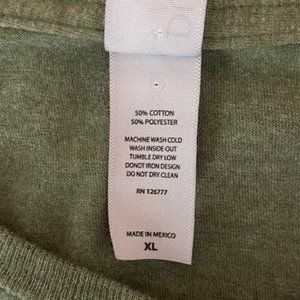 50% COTTON
50% POLYESTER
MACHINE WASH COLD
WASH INSIDE-OUT
TUMBLE DRY LOW
DONOT IRON DESIGN
DO NOT DRY CLEAN
RN 126777
MADE IN MEXICO
XL